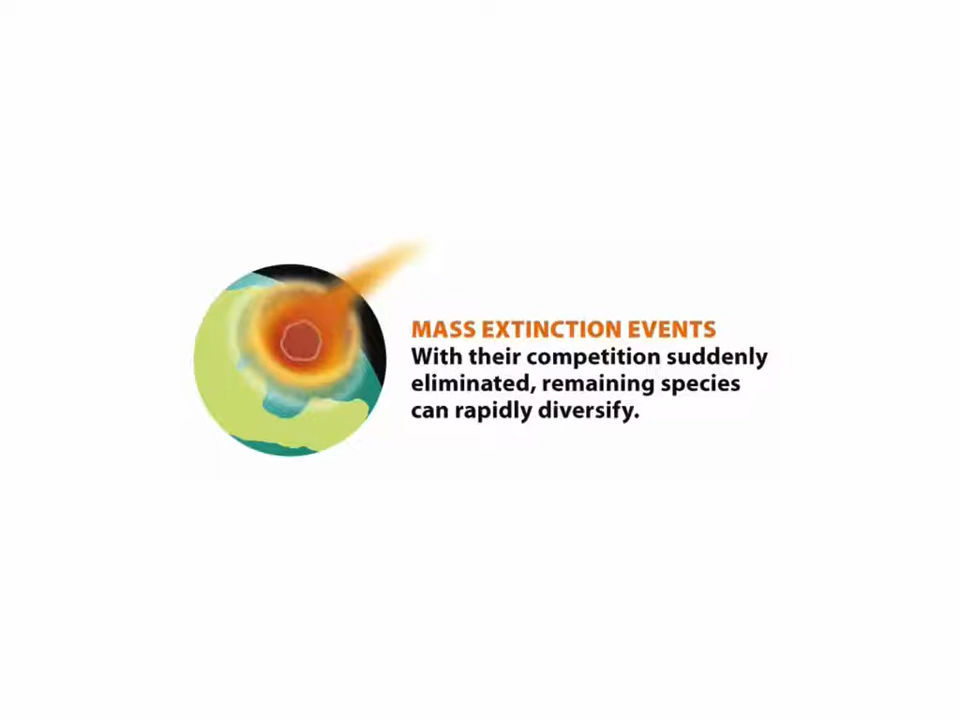 MASS EXTINCTION EVENTS
With their competition suddenly
eliminated, remaining species
can rapidly diversify.